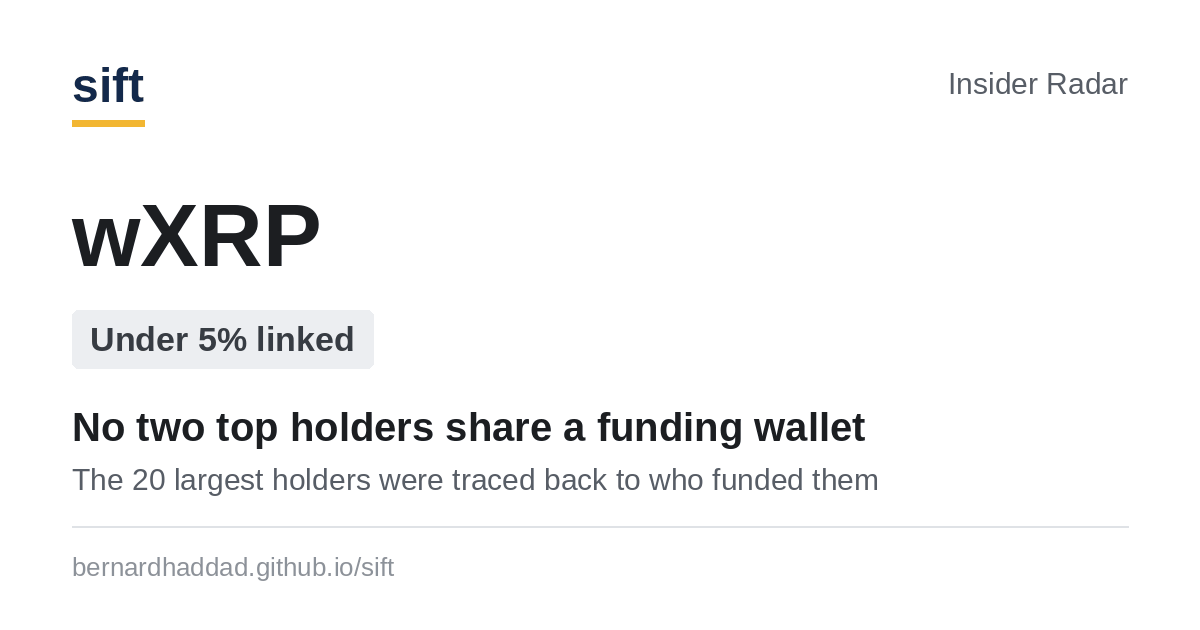 sift
Insider Radar
wXRP
Under 5% linked
No two top holders share a funding wallet
The 20 largest holders were traced back to who funded them
bernardhaddad.github.io/sift